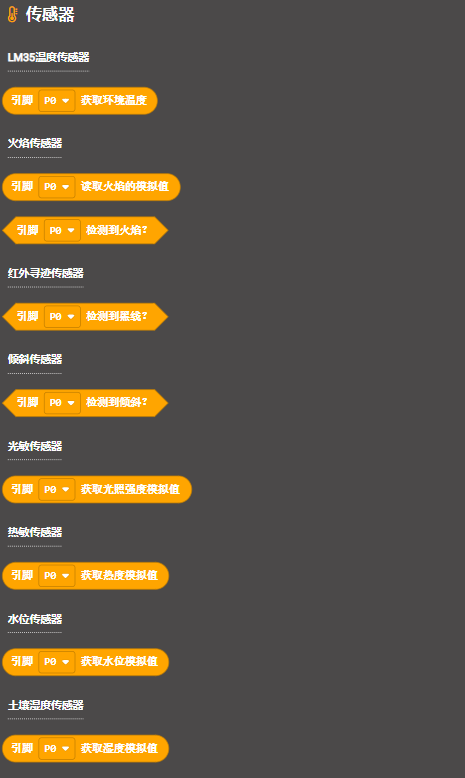 传感器
LM35温度传感器
引脚 P0 获取环境温度
火焰传感器
引脚 P0 读取火焰的模拟值
引脚 P0 检测到火焰?
红外寻迹传感器
引脚 P0 检测到黑线?
倾斜传感器
引脚 P0 检测到倾斜?
光敏传感器
引脚 P0 获取光照强度模拟值
热敏传感器
引脚 P0 获取热度模拟值
水位传感器
引脚 P0 获取水位模拟值
土壤湿度传感器
引脚 P0 获取湿度模拟值